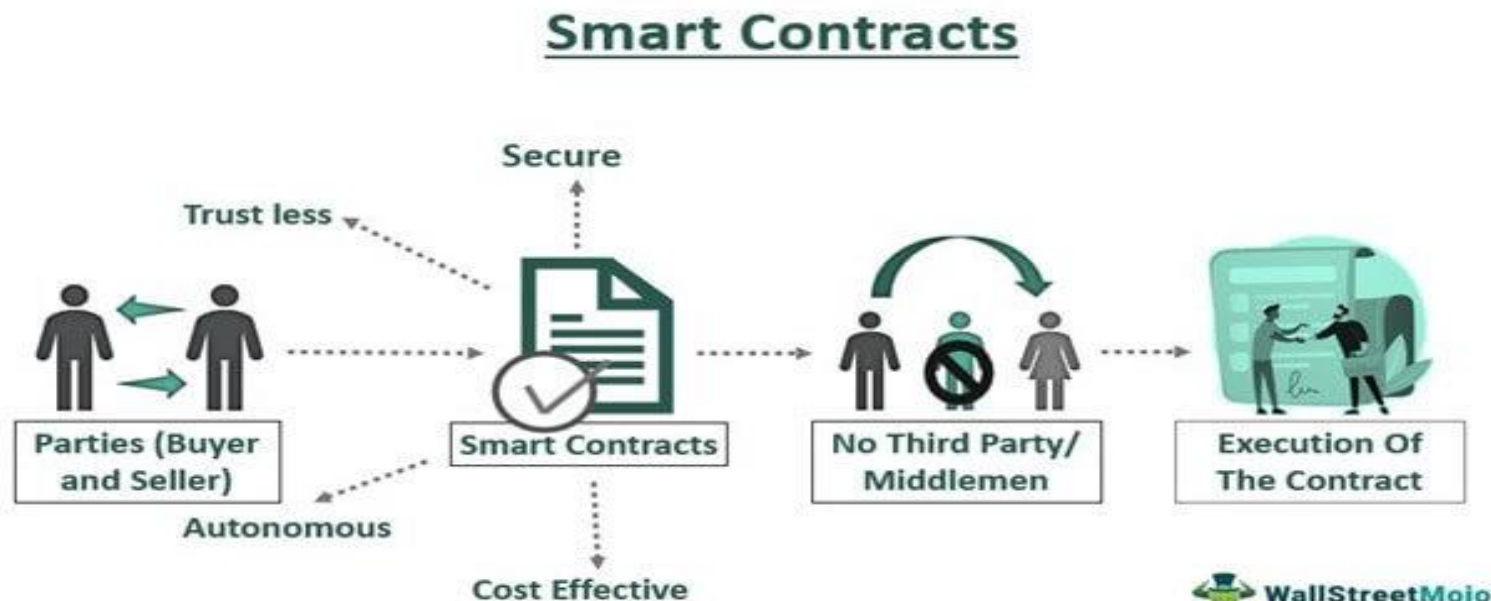 Smart Contracts
Secure
Trust less
Parties (Buyer
and Seller)
Smart Contracts
No Third Party/
Middlemen
Execution Of
The Contract
Autonomous
Cost Effective
WallStreetMojo